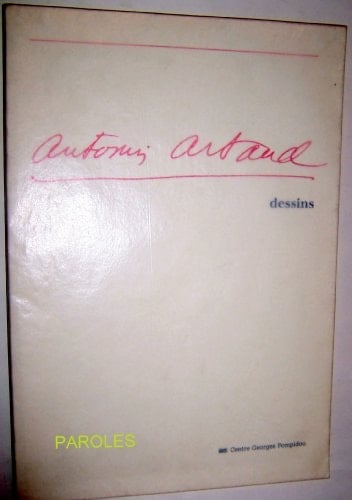 antonin artaud
dessins
PAROLES
Centre Georges Pompidou